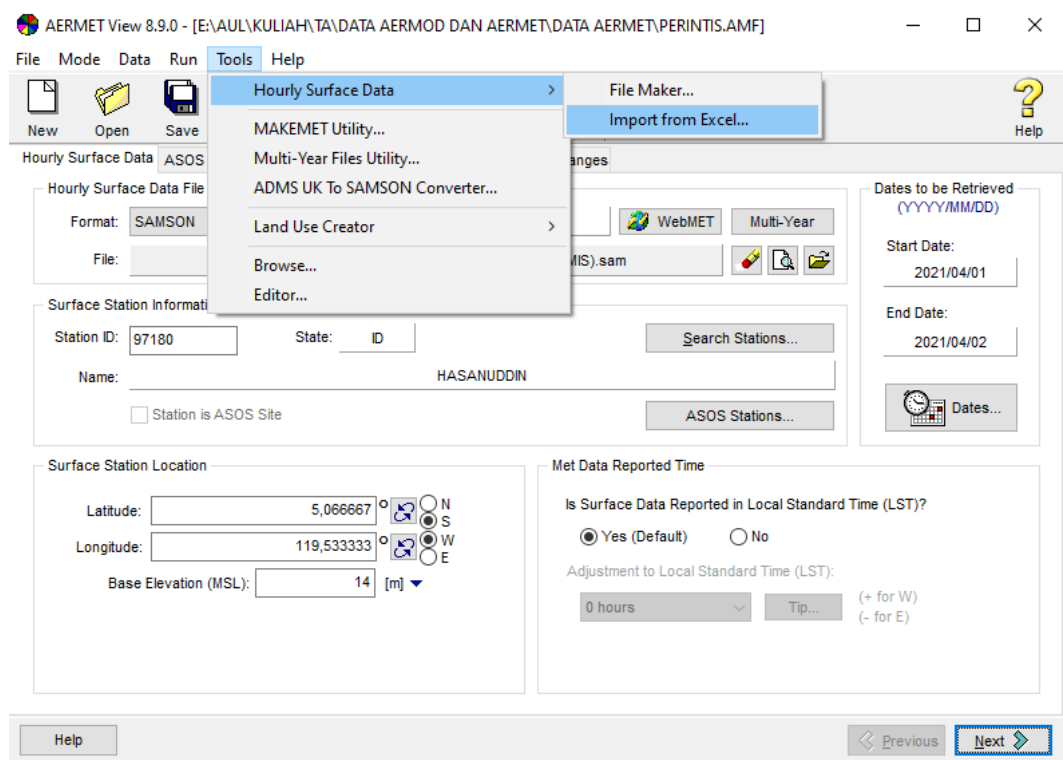 AERMET View 8.9.0 - [E:\AUL\KULIAH\TA\DATA AERMOD DAN AERMET\DATA AERMET\PERINTIS.AMF]
File Mode Data Run Tools Help
New Open Save Help
Hourly Surface Data
MAKEMET Utility...
Multi-Year Files Utility...
ADMS UK To SAMSON Converter...
Land Use Creator
Browse...
Editor...
File Maker...
Import from Excel...
Hourly Surface Data ASOS anges
Hourly Surface Data File
Format: SAMSON WebMET Multi-Year
File: MIS).sam
Dates to be Retrieved
(YYYY/MM/DD)
Start Date:
2021/04/01
End Date:
2021/04/02
Dates...
Surface Station Informati
Station ID: 97180 State: ID Search Stations...
Name: HASANUDDIN
Station is ASOS Site ASOS Stations...
Surface Station Location
Latitude: 5,066667 ° N
S
Longitude: 119,533333 ° W
E
Base Elevation (MSL): 14 [m]
Met Data Reported Time
Is Surface Data Reported in Local Standard Time (LST)?
Yes (Default) No
Adjustment to Local Standard Time (LST):
0 hours Tip... (+ for W)
(- for E)
Help Previous Next